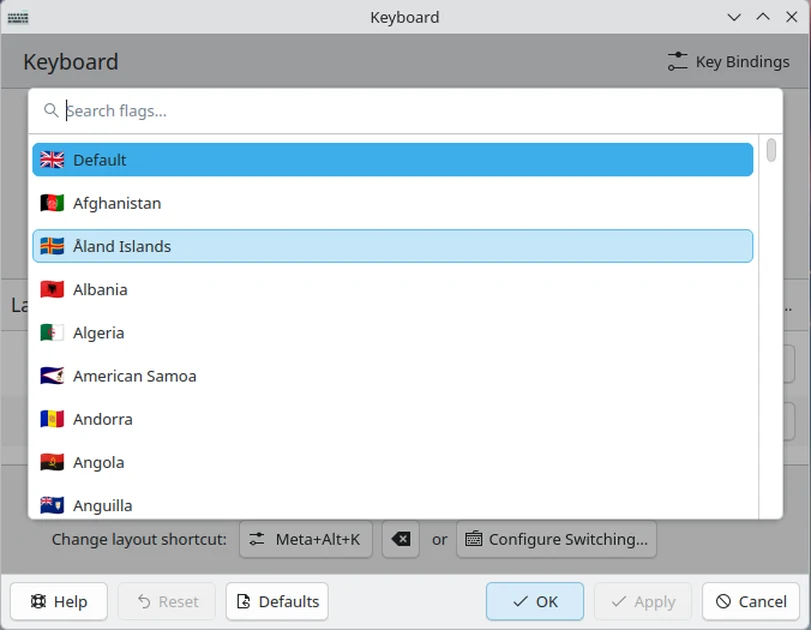 Keyboard
Keyboard
Key Bindings
Search flags...
Default
Afghanistan
Åland Islands
Albania
Algeria
American Samoa
Andorra
Angola
Anguilla
Change layout shortcut:
Meta+Alt+K
or
Configure Switching...
Help
Reset
Defaults
OK
Apply
Cancel